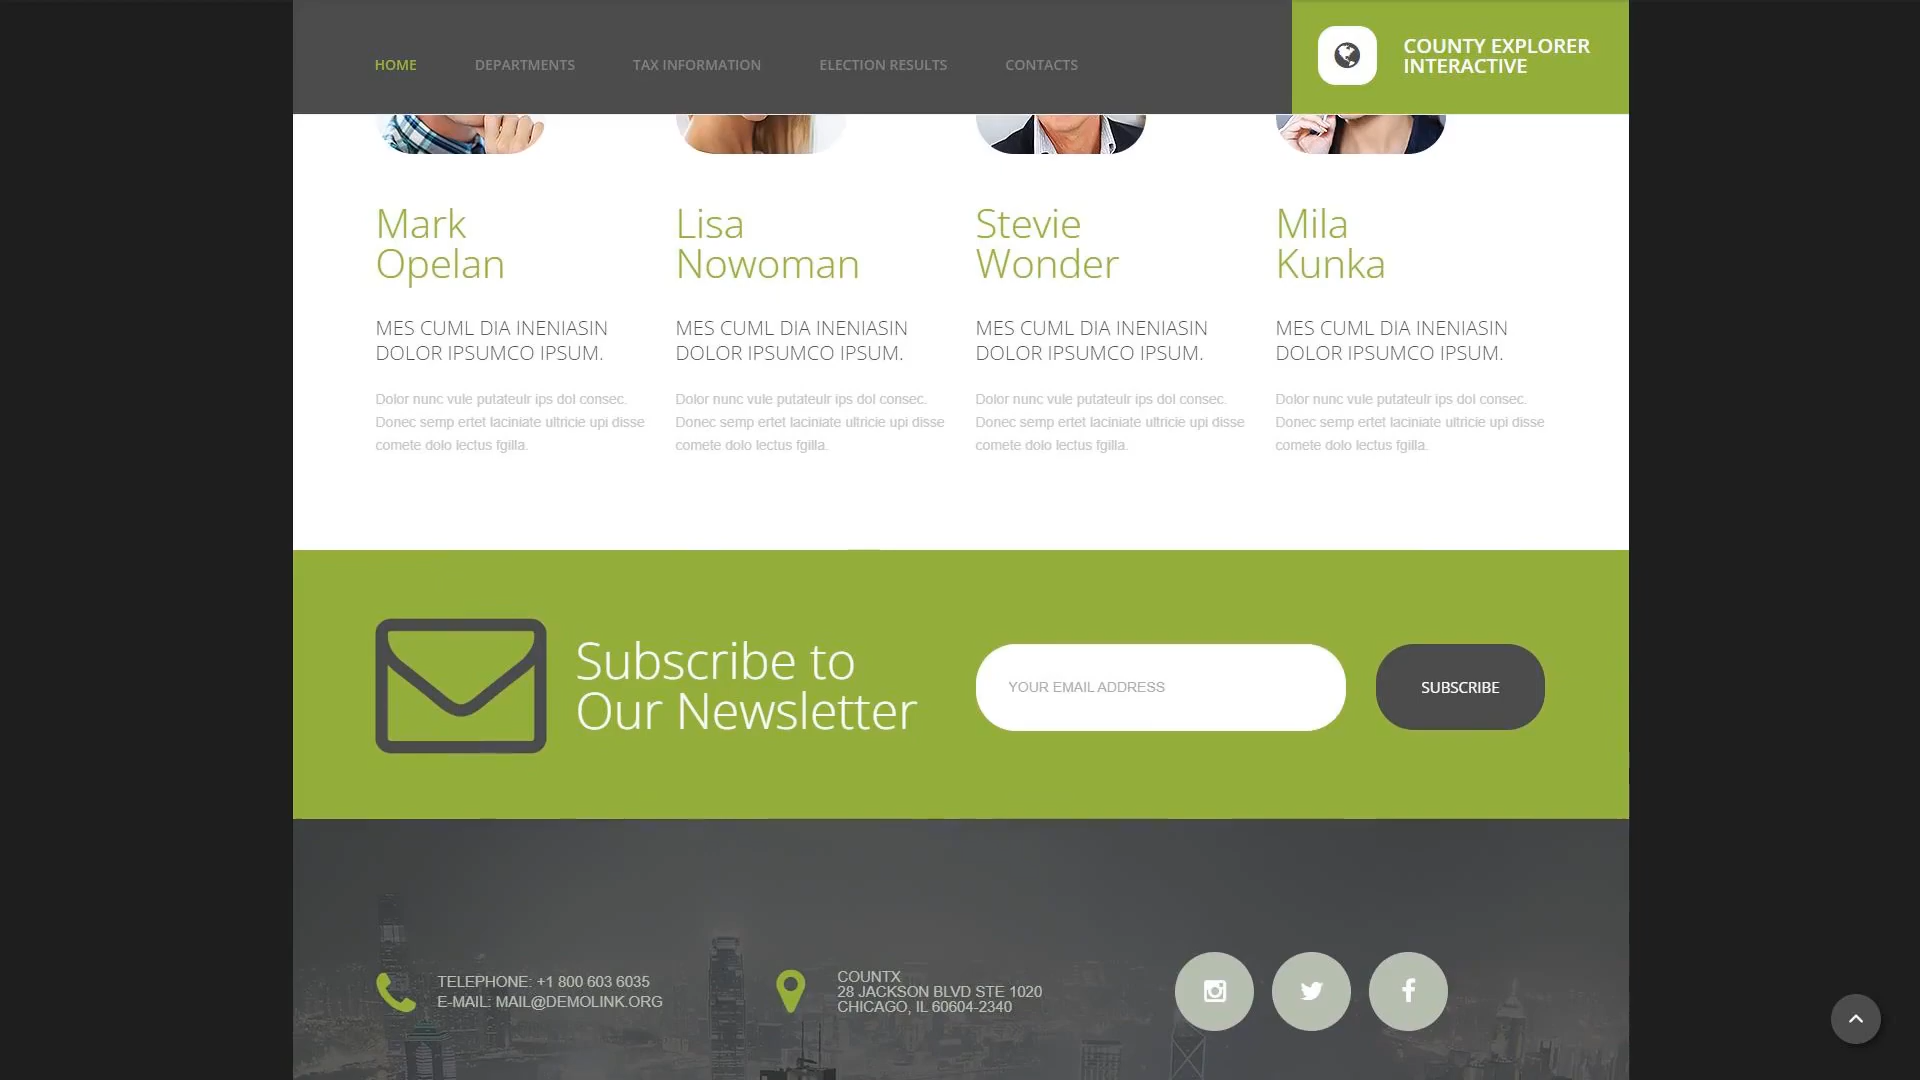 HOME
DEPARTMENTS
TAX INFORMATION
ELECTION RESULTS
CONTACTS
COUNTY EXPLORER
INTERACTIVE
Mark
Opelan
MES CUML DIA INENIASIN
DOLOR IPSUMCO IPSUM.
Dolor nunc vule putateulr ips dol consec.
Donec semp ertet laciniate ultricie upi disse
comete dolo lectus fgilla.
Lisa
Nowoman
MES CUML DIA INENIASIN
DOLOR IPSUMCO IPSUM.
Dolor nunc vule putateulr ips dol consec.
Donec semp ertet laciniate ultricie upi disse
comete dolo lectus fgilla.
Stevie
Wonder
MES CUML DIA INENIASIN
DOLOR IPSUMCO IPSUM.
Dolor nunc vule putateulr ips dol consec.
Donec semp ertet laciniate ultricie upi disse
comete dolo lectus fgilla.
Mila
Kunka
MES CUML DIA INENIASIN
DOLOR IPSUMCO IPSUM.
Dolor nunc vule putateulr ips dol consec.
Donec semp ertet laciniate ultricie upi disse
comete dolo lectus fgilla.
Subscribe to
Our Newsletter
YOUR EMAIL ADDRESS
SUBSCRIBE
TELEPHONE: +1 800 603 6035
E-MAIL: MAIL@DEMOLINK.ORG
COUNTX
28 JACKSON BLVD STE 1020
CHICAGO, IL 60604-2340